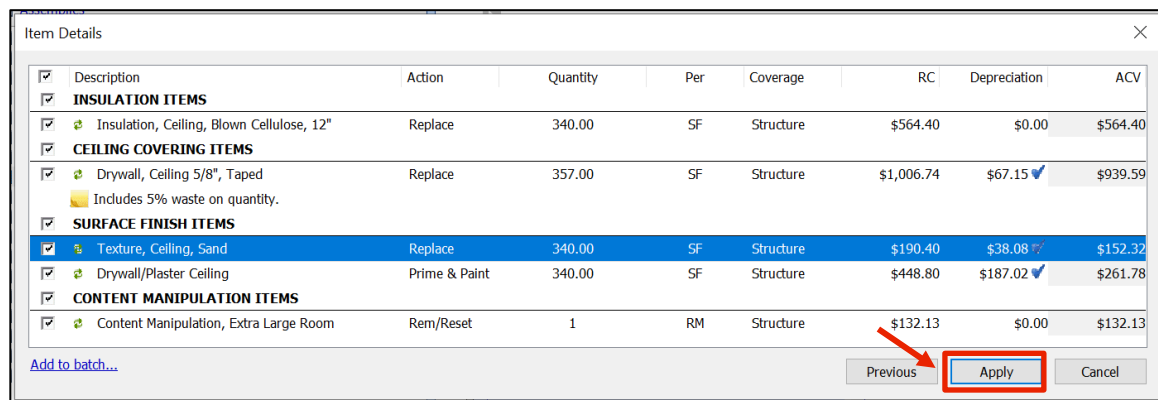 Assemblies
Item Details
Description Action Quantity Per Coverage RC Depreciation ACV
INSULATION ITEMS
Insulation, Ceiling, Blown Cellulose, 12" Replace 340.00 SF Structure $564.40 $0.00 $564.40
CEILING COVERING ITEMS
Drywall, Ceiling 5/8", Taped Replace 357.00 SF Structure $1,006.74 $67.15 $939.59
Includes 5% waste on quantity.
SURFACE FINISH ITEMS
Texture, Ceiling, Sand Replace 340.00 SF Structure $190.40 $38.08 $152.32
Drywall/Plaster Ceiling Prime & Paint 340.00 SF Structure $448.80 $187.02 $261.78
CONTENT MANIPULATION ITEMS
Content Manipulation, Extra Large Room Rem/Reset 1 RM Structure $132.13 $0.00 $132.13
Add to batch... Previous Apply Cancel